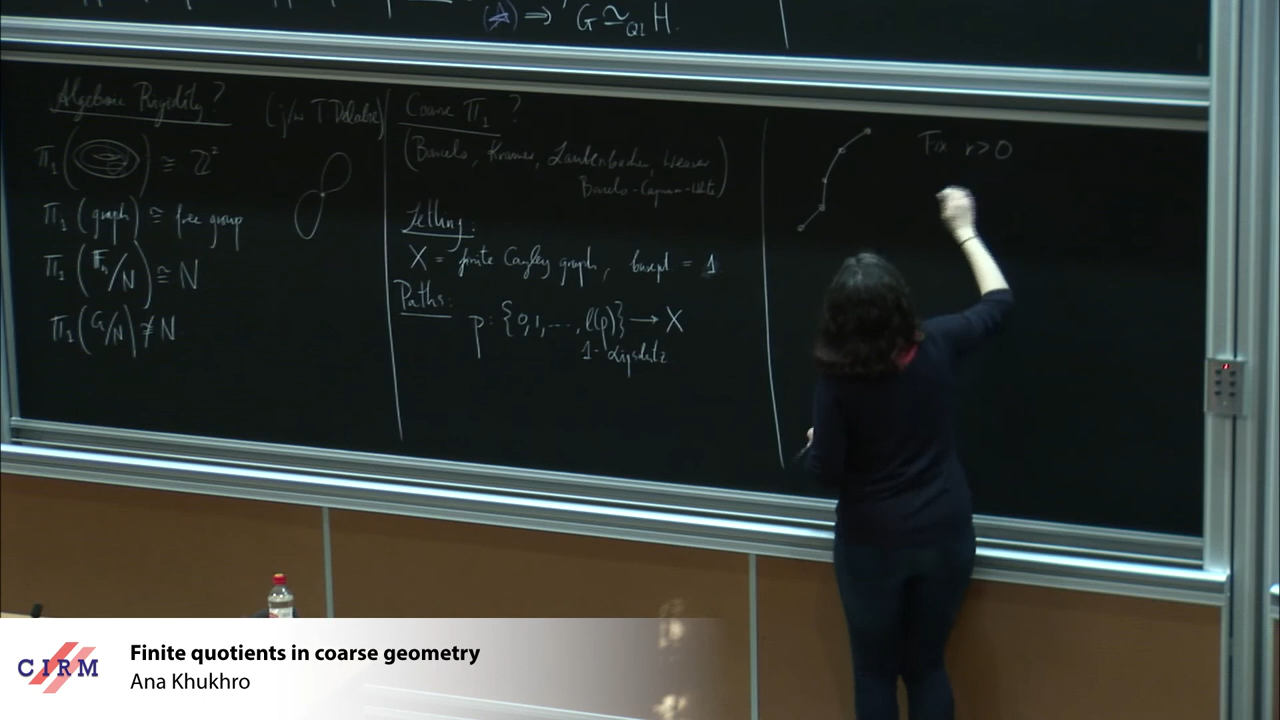 (A) ⇒ G ≃_QI H.
Algebraic Rigidity? (j/w T Delabie)
π₁( ) ≅ ℤ²
π₁(graph) ≅ free group
π₁(Fₙ/N) ≅ N
π₁(G/N) ≇ N
Coarse π₁?
(Barcelo, Kramer, Laubenbacher, Weaver
Barcelo-Capraro-White)
Setting:
X = finite Cayley graph, basept = 1
Paths:
p: {0,1,...,l(p)} → X
1-Lipschitz
Fix r>0
CIRM
Finite quotients in coarse geometry
Ana Khukhro